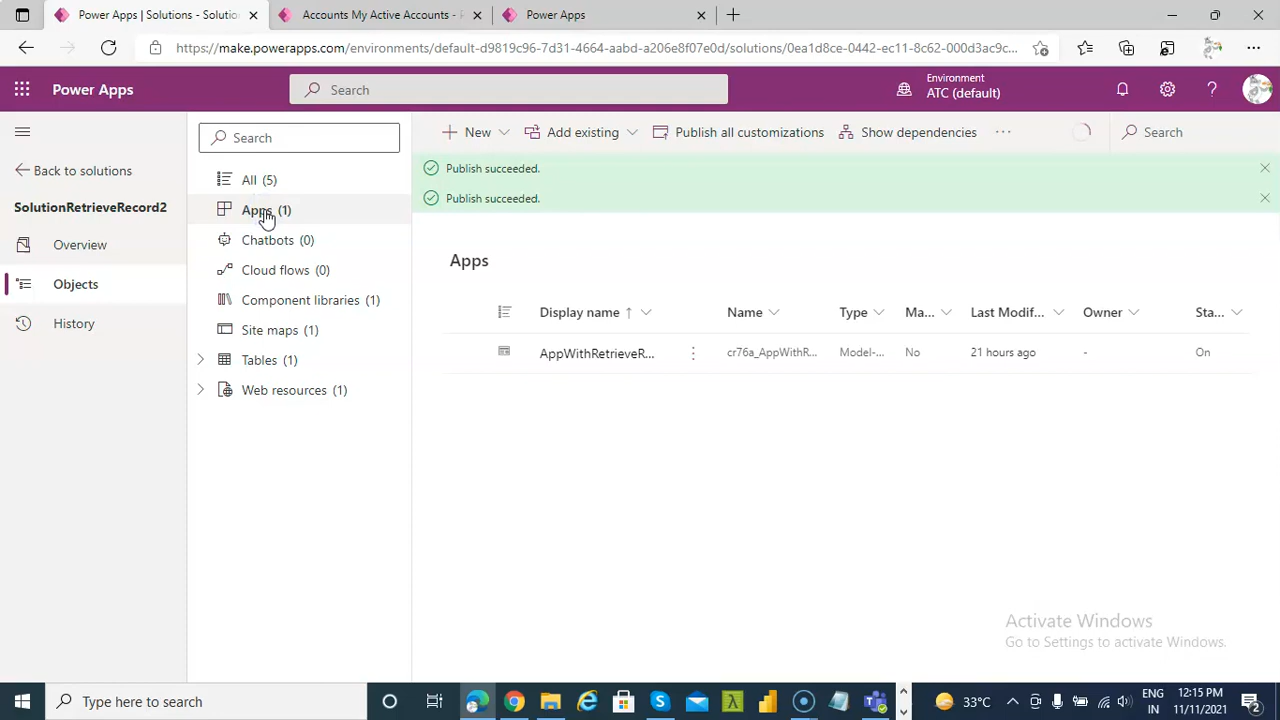 Power Apps | Solutions - Solutio
Accounts My Active Accounts - P
Power Apps
https://make.powerapps.com/environments/default-d9819c96-7d31-4664-aabd-a206e8f07e0d/solutions/0ea1d8ce-0442-ec11-8c62-000d3ac9c...
Power Apps
Search
Environment
ATC (default)
Back to solutions
SolutionRetrieveRecord2
Overview
Objects
History
Search
All (5)
Apps (1)
Chatbots (0)
Cloud flows (0)
Component libraries (1)
Site maps (1)
Tables (1)
Web resources (1)
New
Add existing
Publish all customizations
Show dependencies
Search
Publish succeeded.
Publish succeeded.
Apps
Display name Name Type Ma... Last Modif... Owner Sta...
AppWithRetrieveR... cr76a_AppWithR... Model-... No 21 hours ago - On
Activate Windows
Go to Settings to activate Windows.
Type here to search
33°C
ENG
IN
12:15 PM
11/11/2021
2